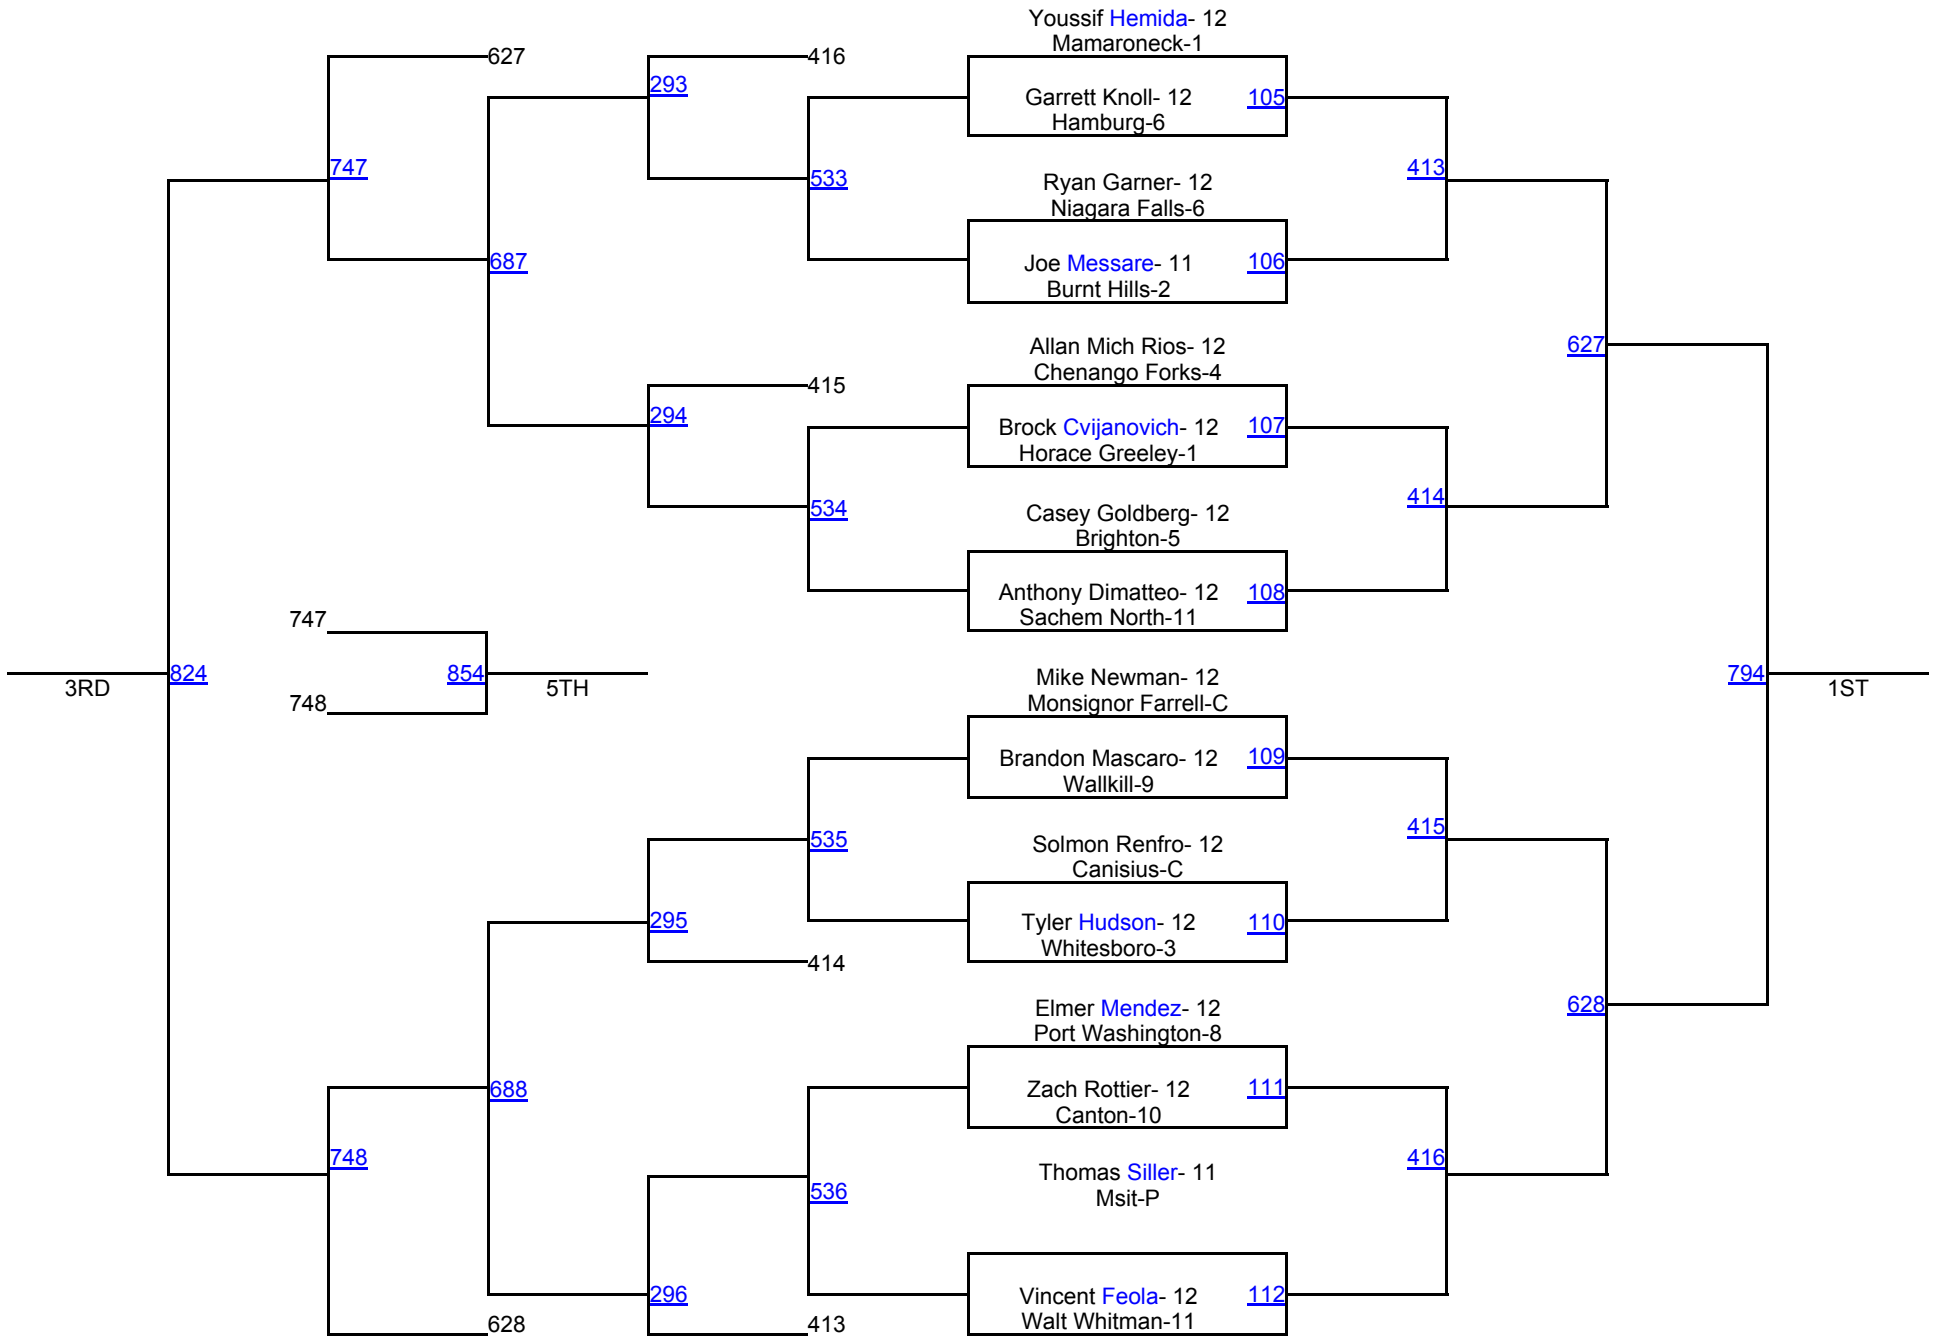 Youssif Hemida- 12
Mamaroneck-1
627
416
293
Garrett Knoll- 12
105
Hamburg-6
747
413
533
Ryan Garner- 12
Niagara Falls-6
687
Joe Messare- 11
106
Burnt Hills-2
Allan Mich Rios- 12
627
Chenango Forks-4
415
294
Brock Cvijanovich- 12
107
Horace Greeley-1
414
534
Casey Goldberg- 12
Brighton-5
Anthony Dimatteo- 12
108
Sachem North-11
747
824
854
3RD
5TH
748
Mike Newman- 12
794
1ST
Monsignor Farrell-C
Brandon Mascaro- 12
109
Wallkill-9
415
535
Solmon Renfro- 12
Canisius-C
295
Tyler Hudson- 12
110
Whitesboro-3
414
Elmer Mendez- 12
628
Port Washington-8
688
Zach Rottier- 12
111
Canton-10
748
416
Thomas Siller- 11
536
Msit-P
296
Vincent Feola- 12
112
Walt Whitman-11
628
413